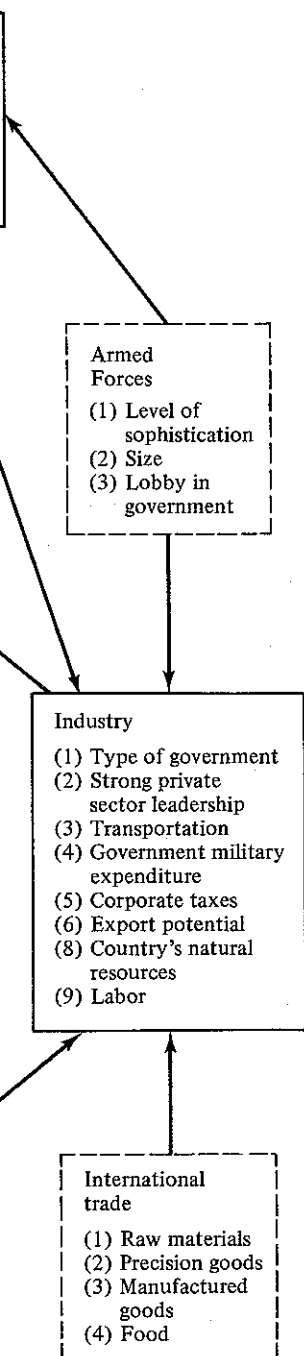 Armed
Forces
(1) Level of
sophistication
(2) Size
(3) Lobby in
government
Industry
(1) Type of government
(2) Strong private
sector leadership
(3) Transportation
(4) Government military
expenditure
(5) Corporate taxes
(6) Export potential
(8) Country's natural
resources
(9) Labor
International
trade
(1) Raw materials
(2) Precision goods
(3) Manufactured
goods
(4) Food